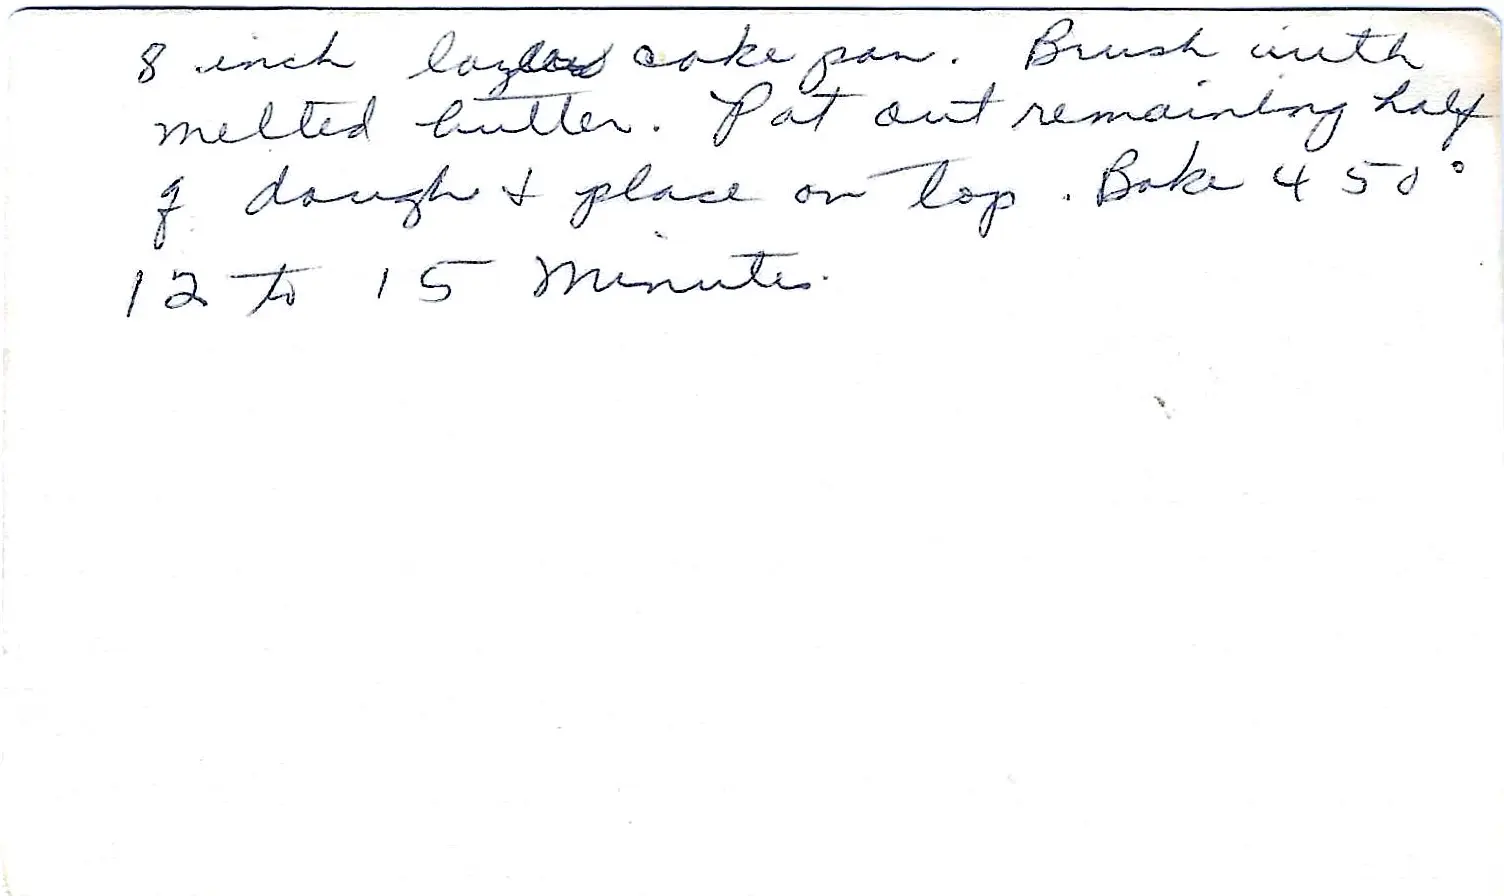 8 inch layer cake pan. Brush with
melted butter. Pat out remaining half
of dough & place on top. Bake 450°
12 to 15 Minutes.